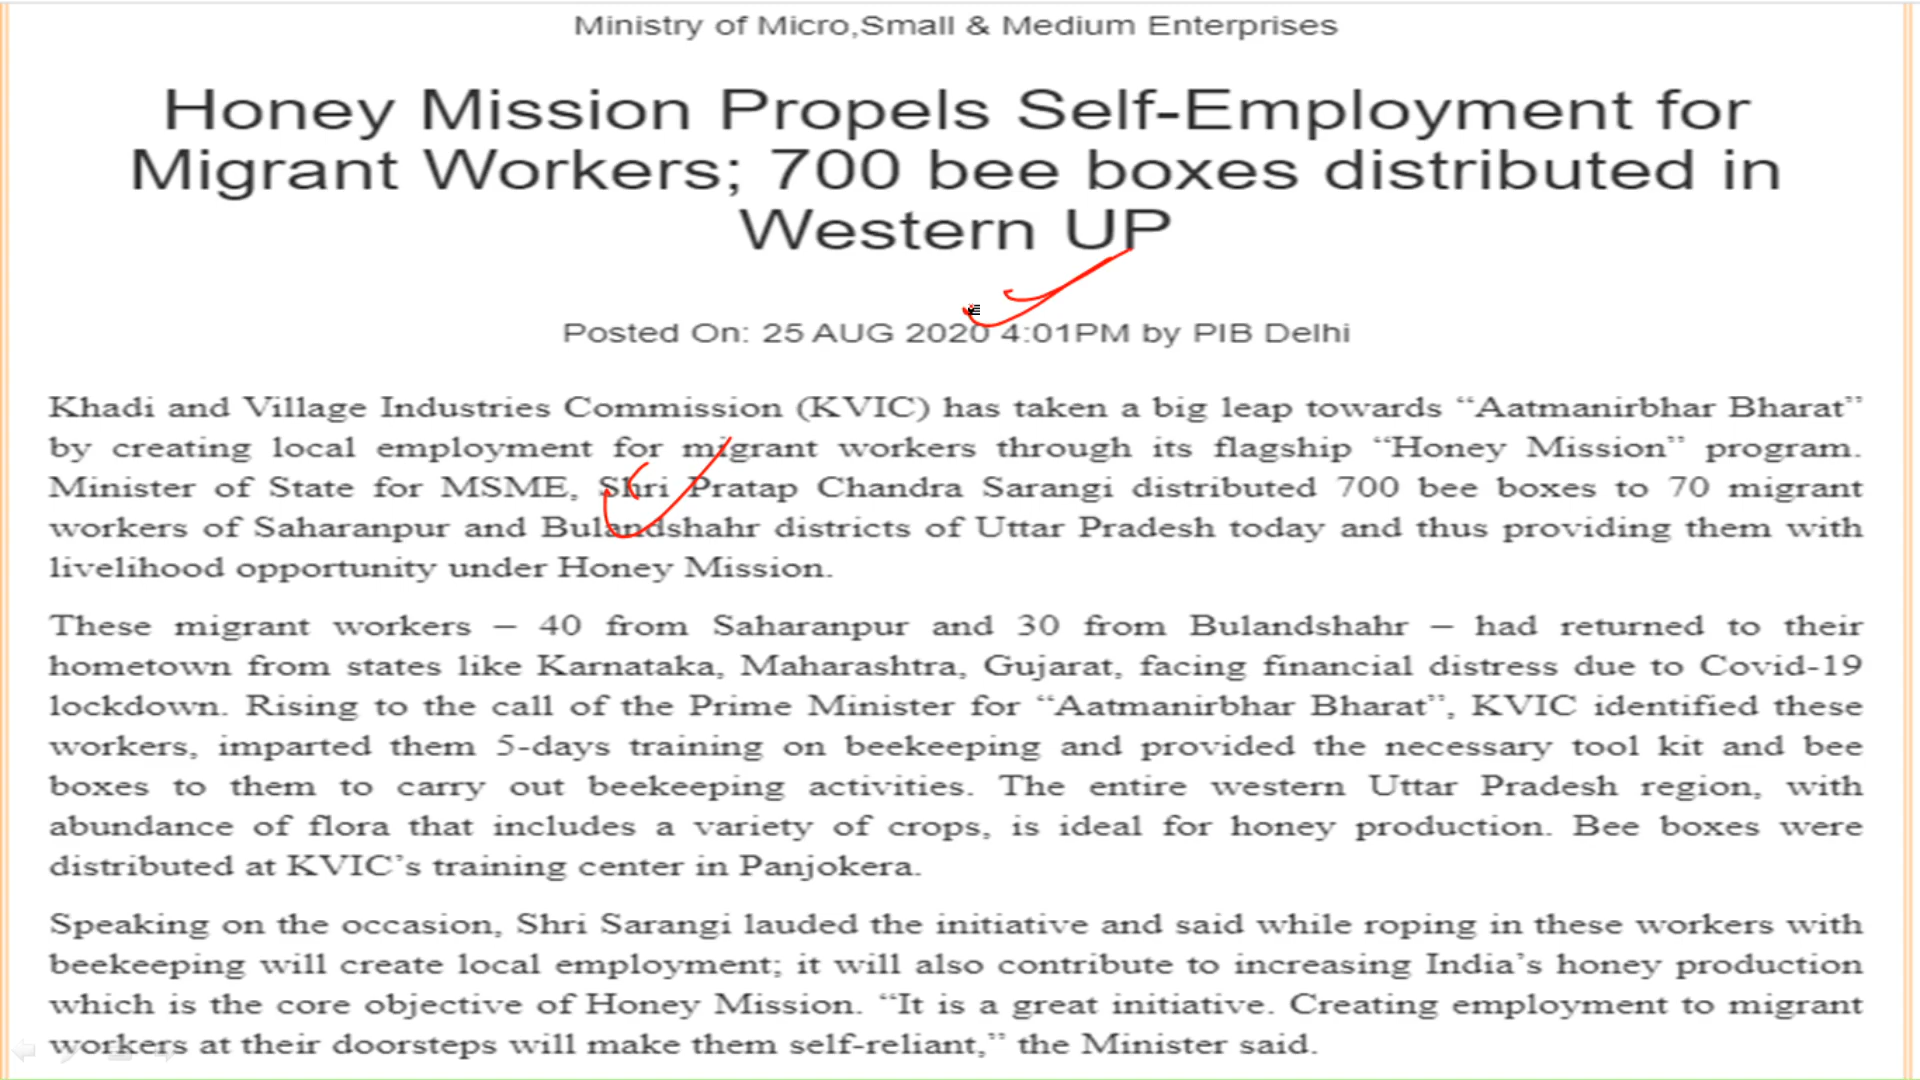 Ministry of Micro,Small & Medium Enterprises
Honey Mission Propels Self-Employment for
Migrant Workers; 700 bee boxes distributed in
Western UP
Posted On: 25 AUG 2020 4:01PM by PIB Delhi
Khadi and Village Industries Commission (KVIC) has taken a big leap towards “Aatmanirbhar Bharat”
by creating local employment for migrant workers through its flagship “Honey Mission” program.
Minister of State for MSME, Shri Pratap Chandra Sarangi distributed 700 bee boxes to 70 migrant
workers of Saharanpur and Bulandshahr districts of Uttar Pradesh today and thus providing them with
livelihood opportunity under Honey Mission.
These migrant workers – 40 from Saharanpur and 30 from Bulandshahr – had returned to their
hometown from states like Karnataka, Maharashtra, Gujarat, facing financial distress due to Covid-19
lockdown. Rising to the call of the Prime Minister for “Aatmanirbhar Bharat”, KVIC identified these
workers, imparted them 5-days training on beekeeping and provided the necessary tool kit and bee
boxes to them to carry out beekeeping activities. The entire western Uttar Pradesh region, with
abundance of flora that includes a variety of crops, is ideal for honey production. Bee boxes were
distributed at KVIC’s training center in Panjokera.
Speaking on the occasion, Shri Sarangi lauded the initiative and said while roping in these workers with
beekeeping will create local employment; it will also contribute to increasing India’s honey production
which is the core objective of Honey Mission. “It is a great initiative. Creating employment to migrant
workers at their doorsteps will make them self-reliant,” the Minister said.